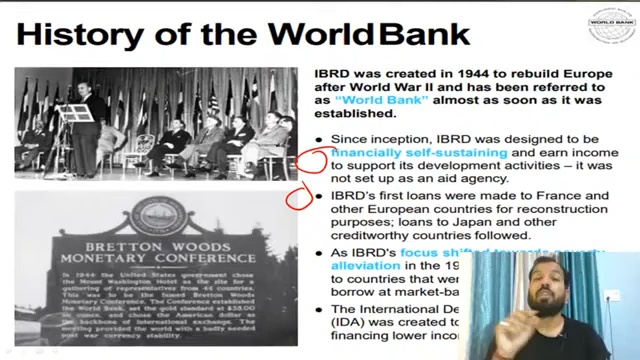 History of the World Bank
WORLD BANK
IBRD was created in 1944 to rebuild Europe
after World War II and has been referred to
as “World Bank” almost as soon as it was
established.
Since inception, IBRD was designed to be
financially self-sustaining and earn income
to support its development activities – it was
not set up as an aid agency.
IBRD's first loans were made to France and
other European countries for reconstruction
purposes; loans to Japan and other
creditworthy countries followed.
As IBRD's focus shifted
alleviation in the 19
to countries that wer
borrow at market-ba
The International De
(IDA) was created to
financing lower incom
BRETTON WOODS
MONETARY CONFERENCE
In 1944 the United States government chose
the Mount Washington Hotel as the site for
a gathering of representatives from
44 countries.
This was to be the famed Bretton Woods
Monetary Conference. The Conference established
the World Bank, set the gold standard at $35.00
an ounce, and chose the American dollar as
the backbone of international exchange. The
meeting provided the world with a badly needed
post war currency stability.